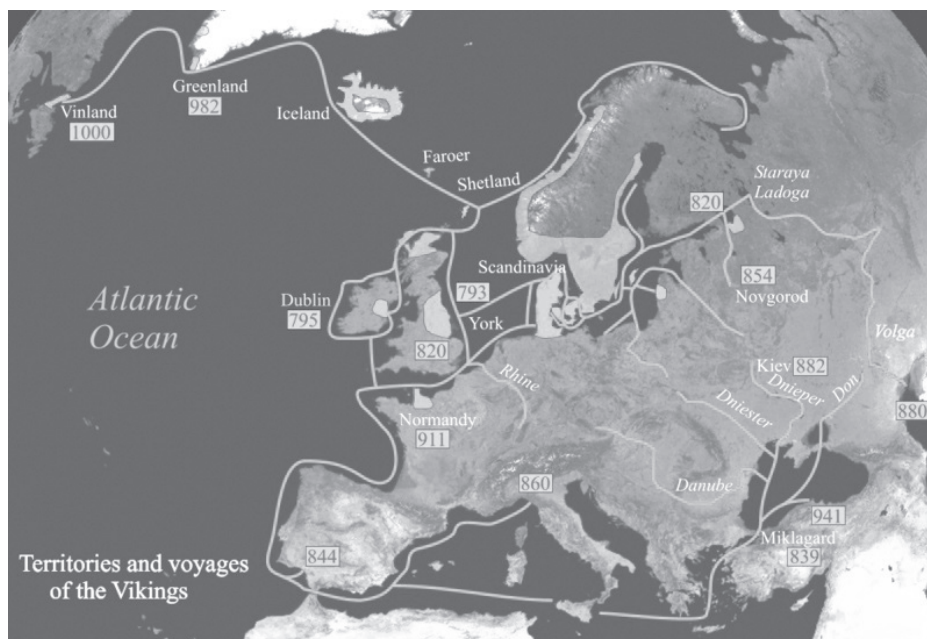 Vinland
1000
Greenland
982
Iceland
Faroer
Shetland
Staraya
Ladoga
820
854
Novgorod
Scandinavia
793
Dublin
795
York
820
Atlantic
Ocean
Volga
Kiev 882
Rhine
Dnieper
Don
Dniester
880
Normandy
911
860
Danube
941
Miklagard
839
844
Territories and voyages
of the Vikings